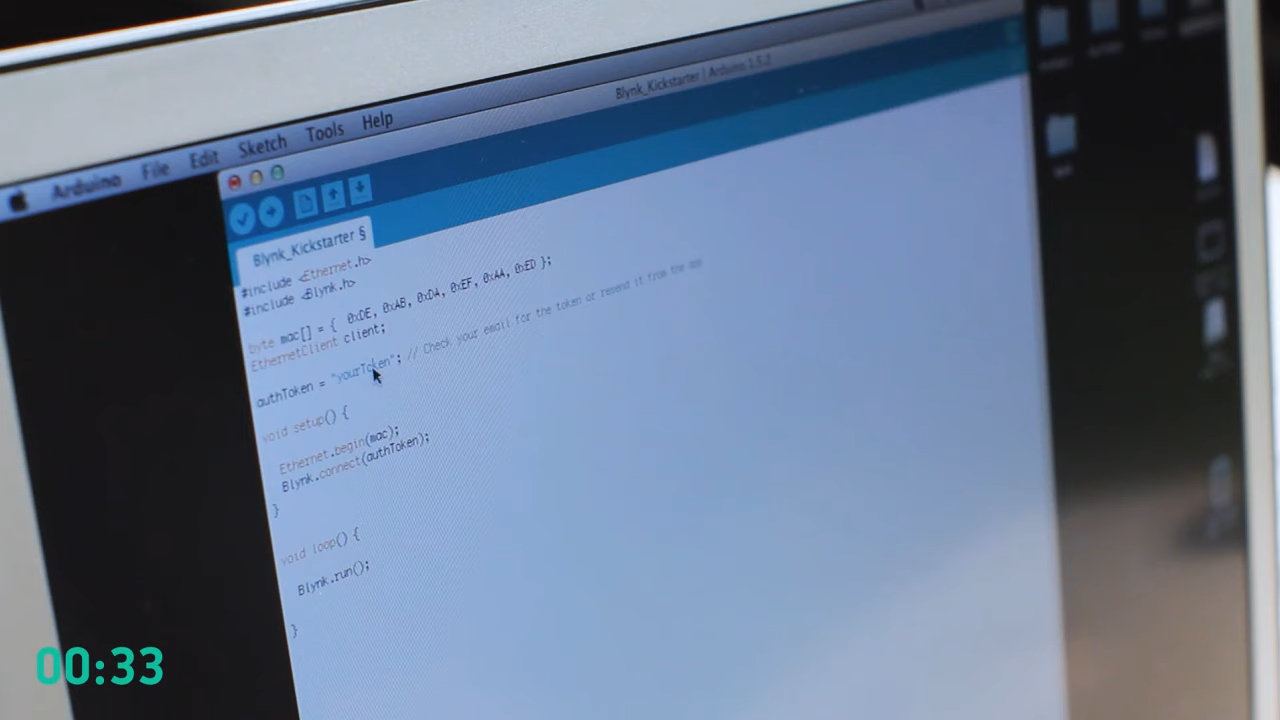 Arduino File Edit Sketch Tools Help
Blynk_Kickstarter | Arduino 1.5.2
Blynk_Kickstarter §
#include <Ethernet.h>
#include <Blynk.h>
byte mac[] = { 0xDE, 0xAB, 0xDA, 0xEF, 0xAA, 0xED };
EthernetClient client;
authToken = "yourToken"; // Check your email for the token or resend it from the app
void setup() {
Ethernet.begin(mac);
Blynk.connect(authToken);
}
void loop() {
Blynk.run();
}
00:33